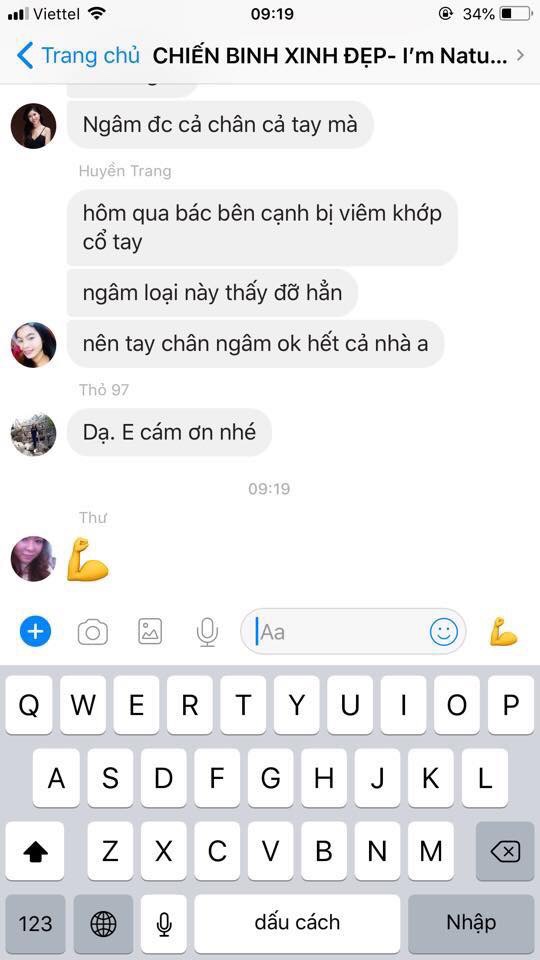 Viettel
09:19
34%
Trang chủ
CHIẾN BINH XINH ĐẸP- I’m Natu...
Ngâm đc cả chân cả tay mà
Huyền Trang
hôm qua bác bên cạnh bị viêm khớp
cổ tay
ngâm loại này thấy đỡ hẳn
nên tay chân ngâm ok hết cả nhà a
Thỏ 97
Dạ. E cám ơn nhé
09:19
Thư
Aa
Q W E R T Y U I O P
A S D F G H J K L
Z X C V B N M
123
dấu cách
Nhập